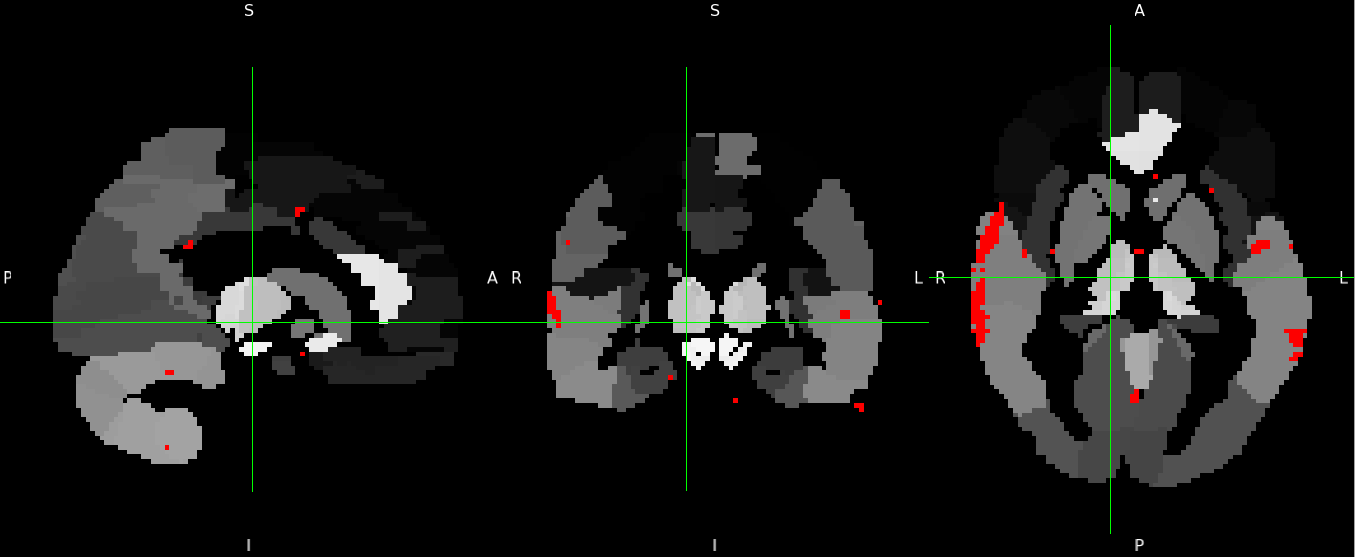 S S A
P A R L R L
I I P